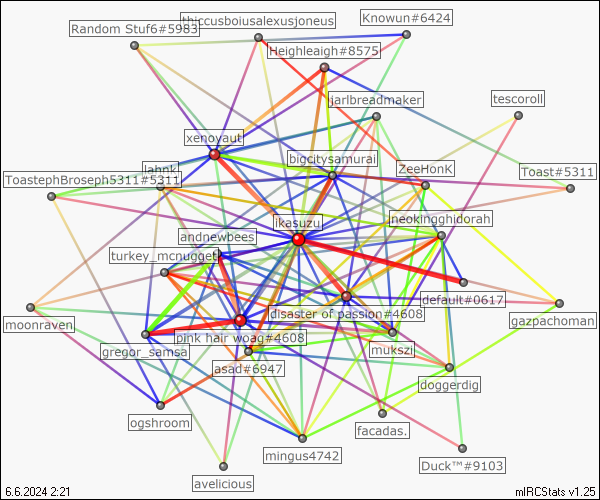 thiccusboiusalexusjoneus
Knowun#6424
Random Stuf6#5983
Heighleaigh#8575
jarlbreadmaker
tescoroll
xenoyaut
bigcitysamurai
lahnk
ZeeHonK
Toast#5311
ToastephBroseph5311#5311
neokingghidorah
ikasuzu
andnewbees
turkey_mcnugget
default#0617
disaster of passion#4608
moonraven
gazpachoman
pink hair woag#4608
gregor_samsa
mukszi
asad#6947
doggerdig
ogshroom
facadas.
mingus4742
Duck™#9103
avelicious
6.6.2024 2:21
mIRCStats v1.25